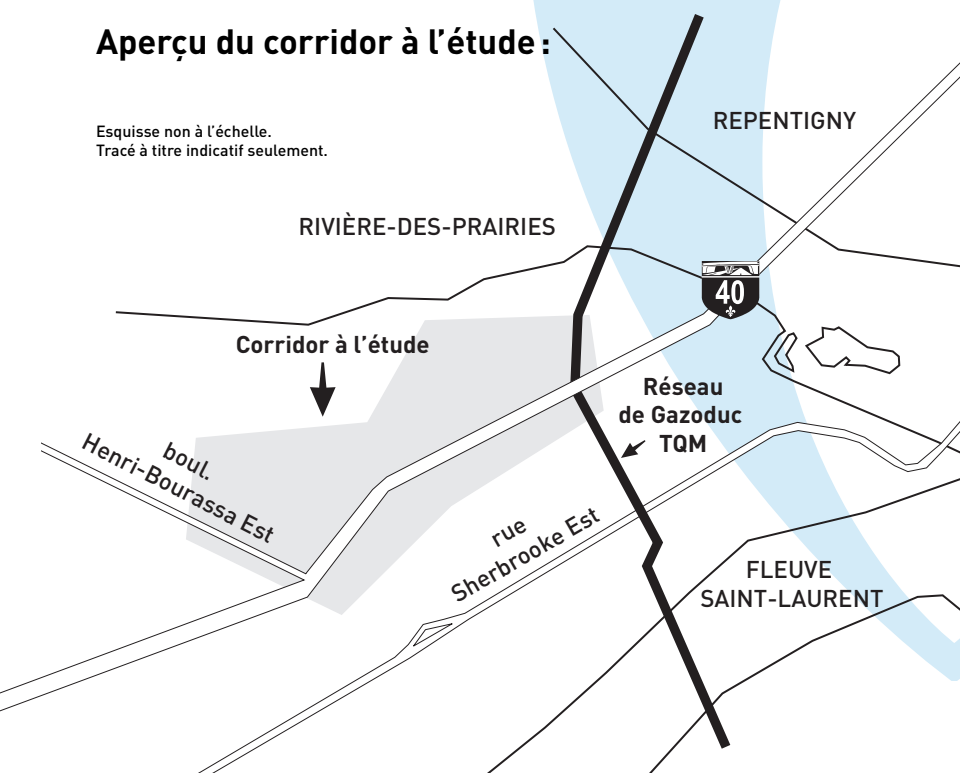 Aperçu du corridor à l’étude :
Esquisse non à l’échelle.
Tracé à titre indicatif seulement.
REPENTIGNY
RIVIÈRE-DES-PRAIRIES
40
Corridor à l’étude
Réseau
de Gazoduc
TQM
boul.
Henri-Bourassa Est
rue
Sherbrooke Est
FLEUVE
SAINT-LAURENT